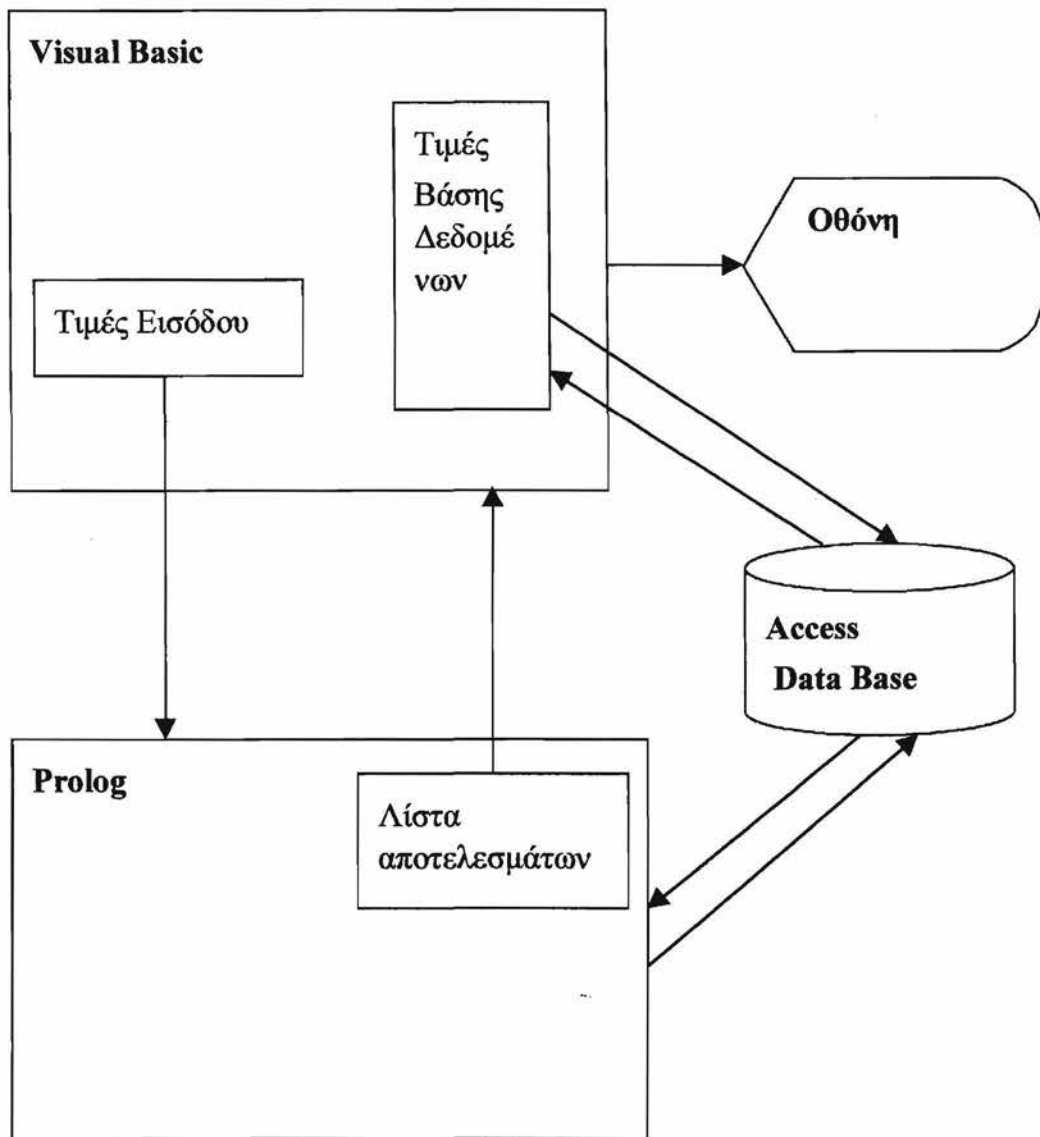 Visual Basic
Τιμές
Βάσης
Δεδομέ
νων
Οθόνη
Τιμές Εισόδου
Access
Data Base
Prolog
Λίστα
αποτελεσμάτων